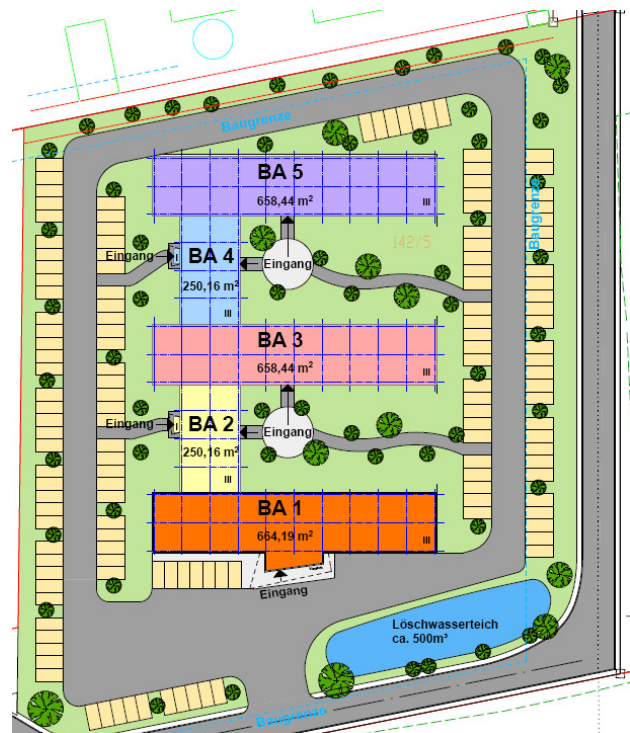 Baugrenze
BA 5
658,44 m²
III
Baugrenze
142/5
Eingang
BA 4
Eingang
250,16 m²
III
BA 3
658,44 m²
III
Eingang
BA 2
Eingang
250,16 m²
III
BA 1
664,19 m²
III
Eingang
Löschwasserteich
ca. 500m³
Baugrenze